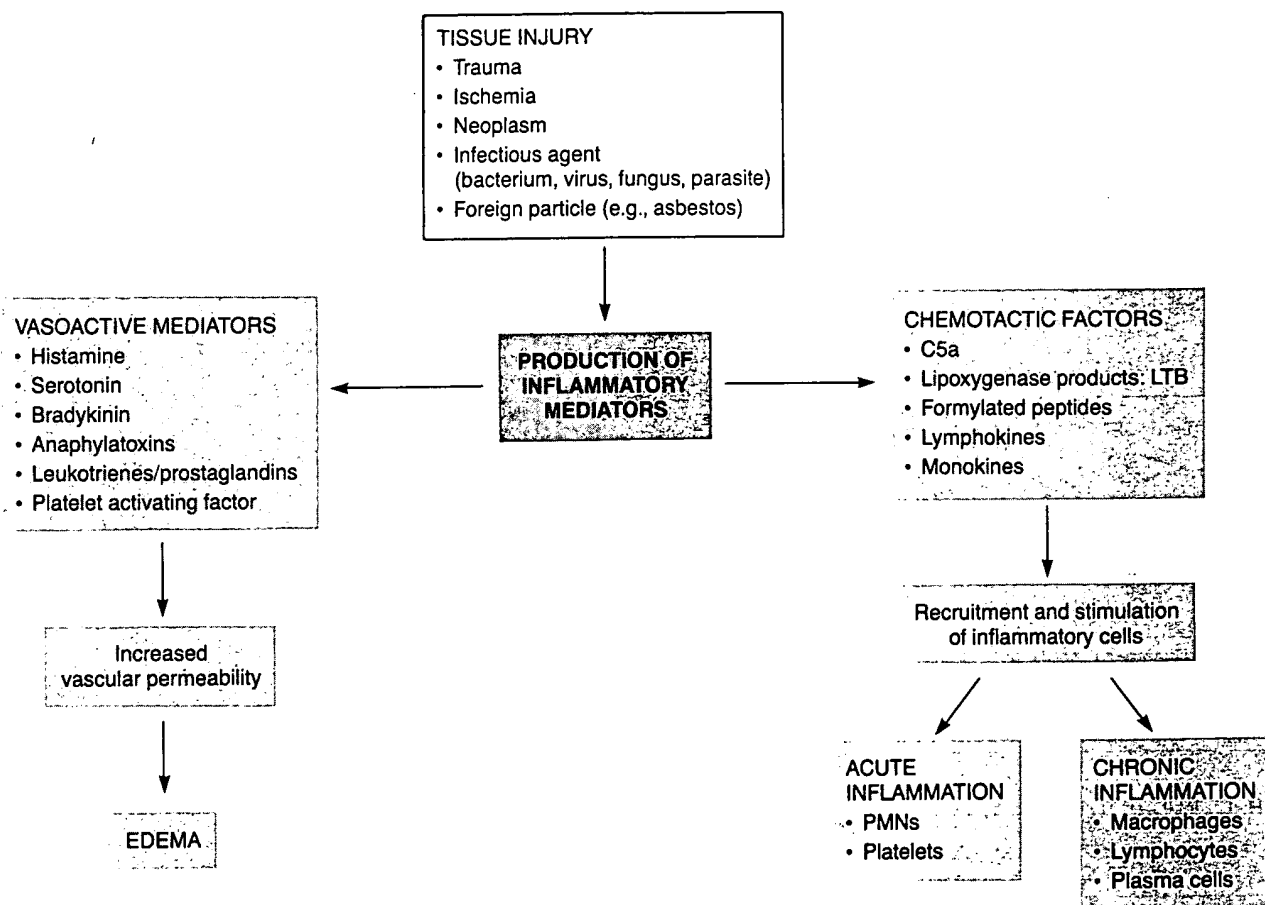 TISSUE INJURY
• Trauma
• Ischemia
• Neoplasm
• Infectious agent
(bacterium, virus, fungus, parasite)
• Foreign particle (e.g., asbestos)
VASOACTIVE MEDIATORS
• Histamine
• Serotonin
• Bradykinin
• Anaphylatoxins
• Leukotrienes/prostaglandins
• Platelet activating factor
PRODUCTION OF
INFLAMMATORY
MEDIATORS
CHEMOTACTIC FACTORS
• C5a
• Lipoxygenase products: LTB
• Formylated peptides
• Lymphokines
• Monokines
Increased
vascular permeability
EDEMA
Recruitment and stimulation
of inflammatory cells
ACUTE
INFLAMMATION
• PMNs
• Platelets
CHRONIC
INFLAMMATION
• Macrophages
• Lymphocytes
• Plasma cells